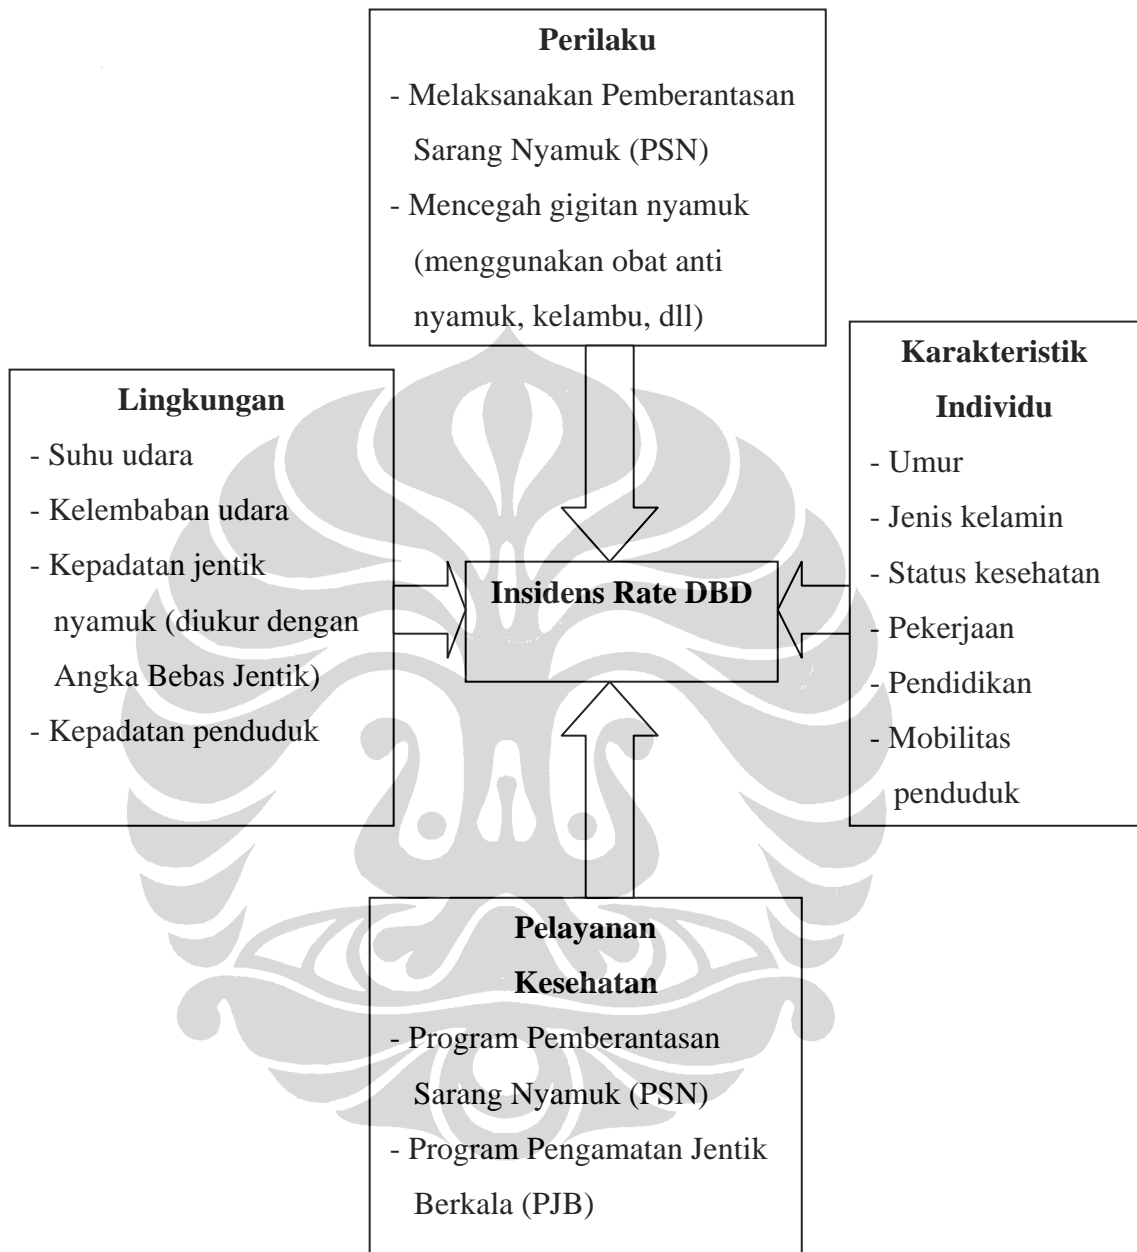 Perilaku
- Melaksanakan Pemberantasan
Sarang Nyamuk (PSN)
- Mencegah gigitan nyamuk
(menggunakan obat anti
nyamuk, kelambu, dll)
Lingkungan
- Suhu udara
- Kelembaban udara
- Kepadatan jentik
nyamuk (diukur dengan
Angka Bebas Jentik)
- Kepadatan penduduk
Insidens Rate DBD
Karakteristik
Individu
- Umur
- Jenis kelamin
- Status kesehatan
- Pekerjaan
- Pendidikan
- Mobilitas
penduduk
Pelayanan
Kesehatan
- Program Pemberantasan
Sarang Nyamuk (PSN)
- Program Pengamatan Jentik
Berkala (PJB)